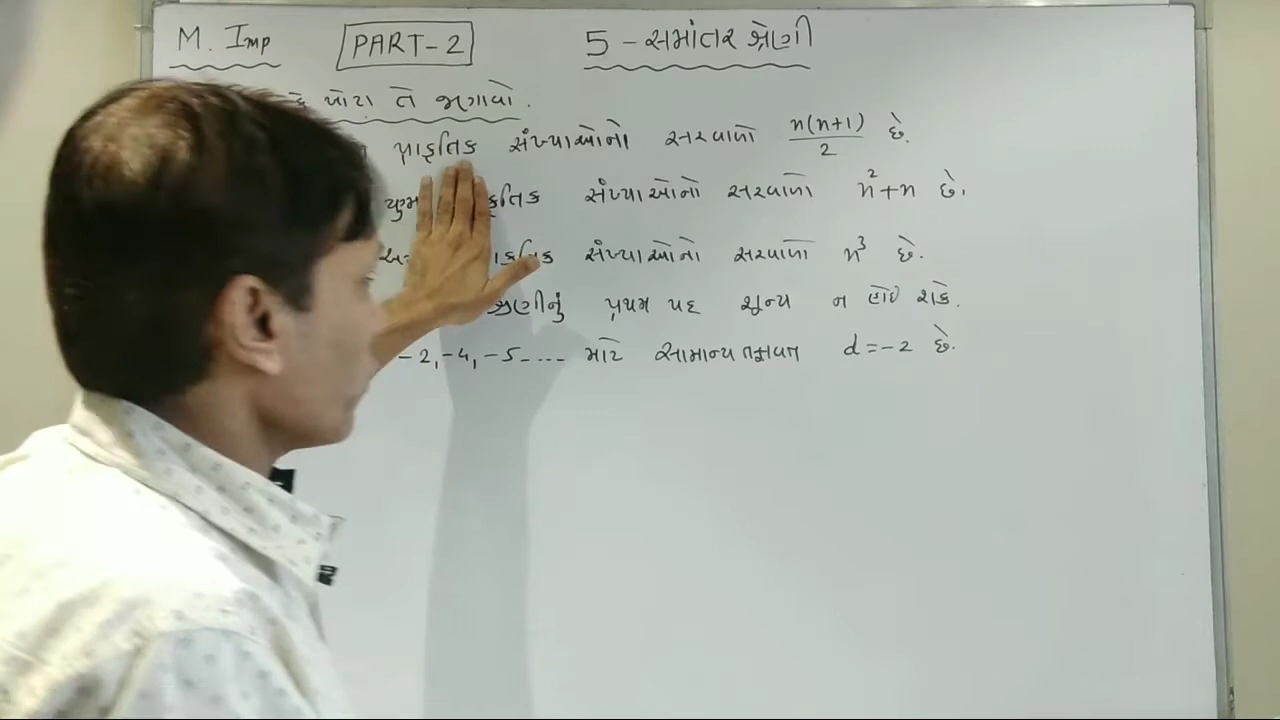 M. Imp PART-2 5 - સમાંતર શ્રેણી
કે ખોટા તે જણાવો.
પ્રાકૃતિક સંખ્યાઓનો સરવાળો n(n+1)/2 છે.
સંખ્યાઓનો સરવાળો n²+n છે.
સંખ્યાઓનો સરવાળો n³ છે.
પ્રથમ પદ શૂન્ય ન હોઈ શકે.
-2, -4, -5---- માટે સામાન્ય તફાવત d = -2 છે.